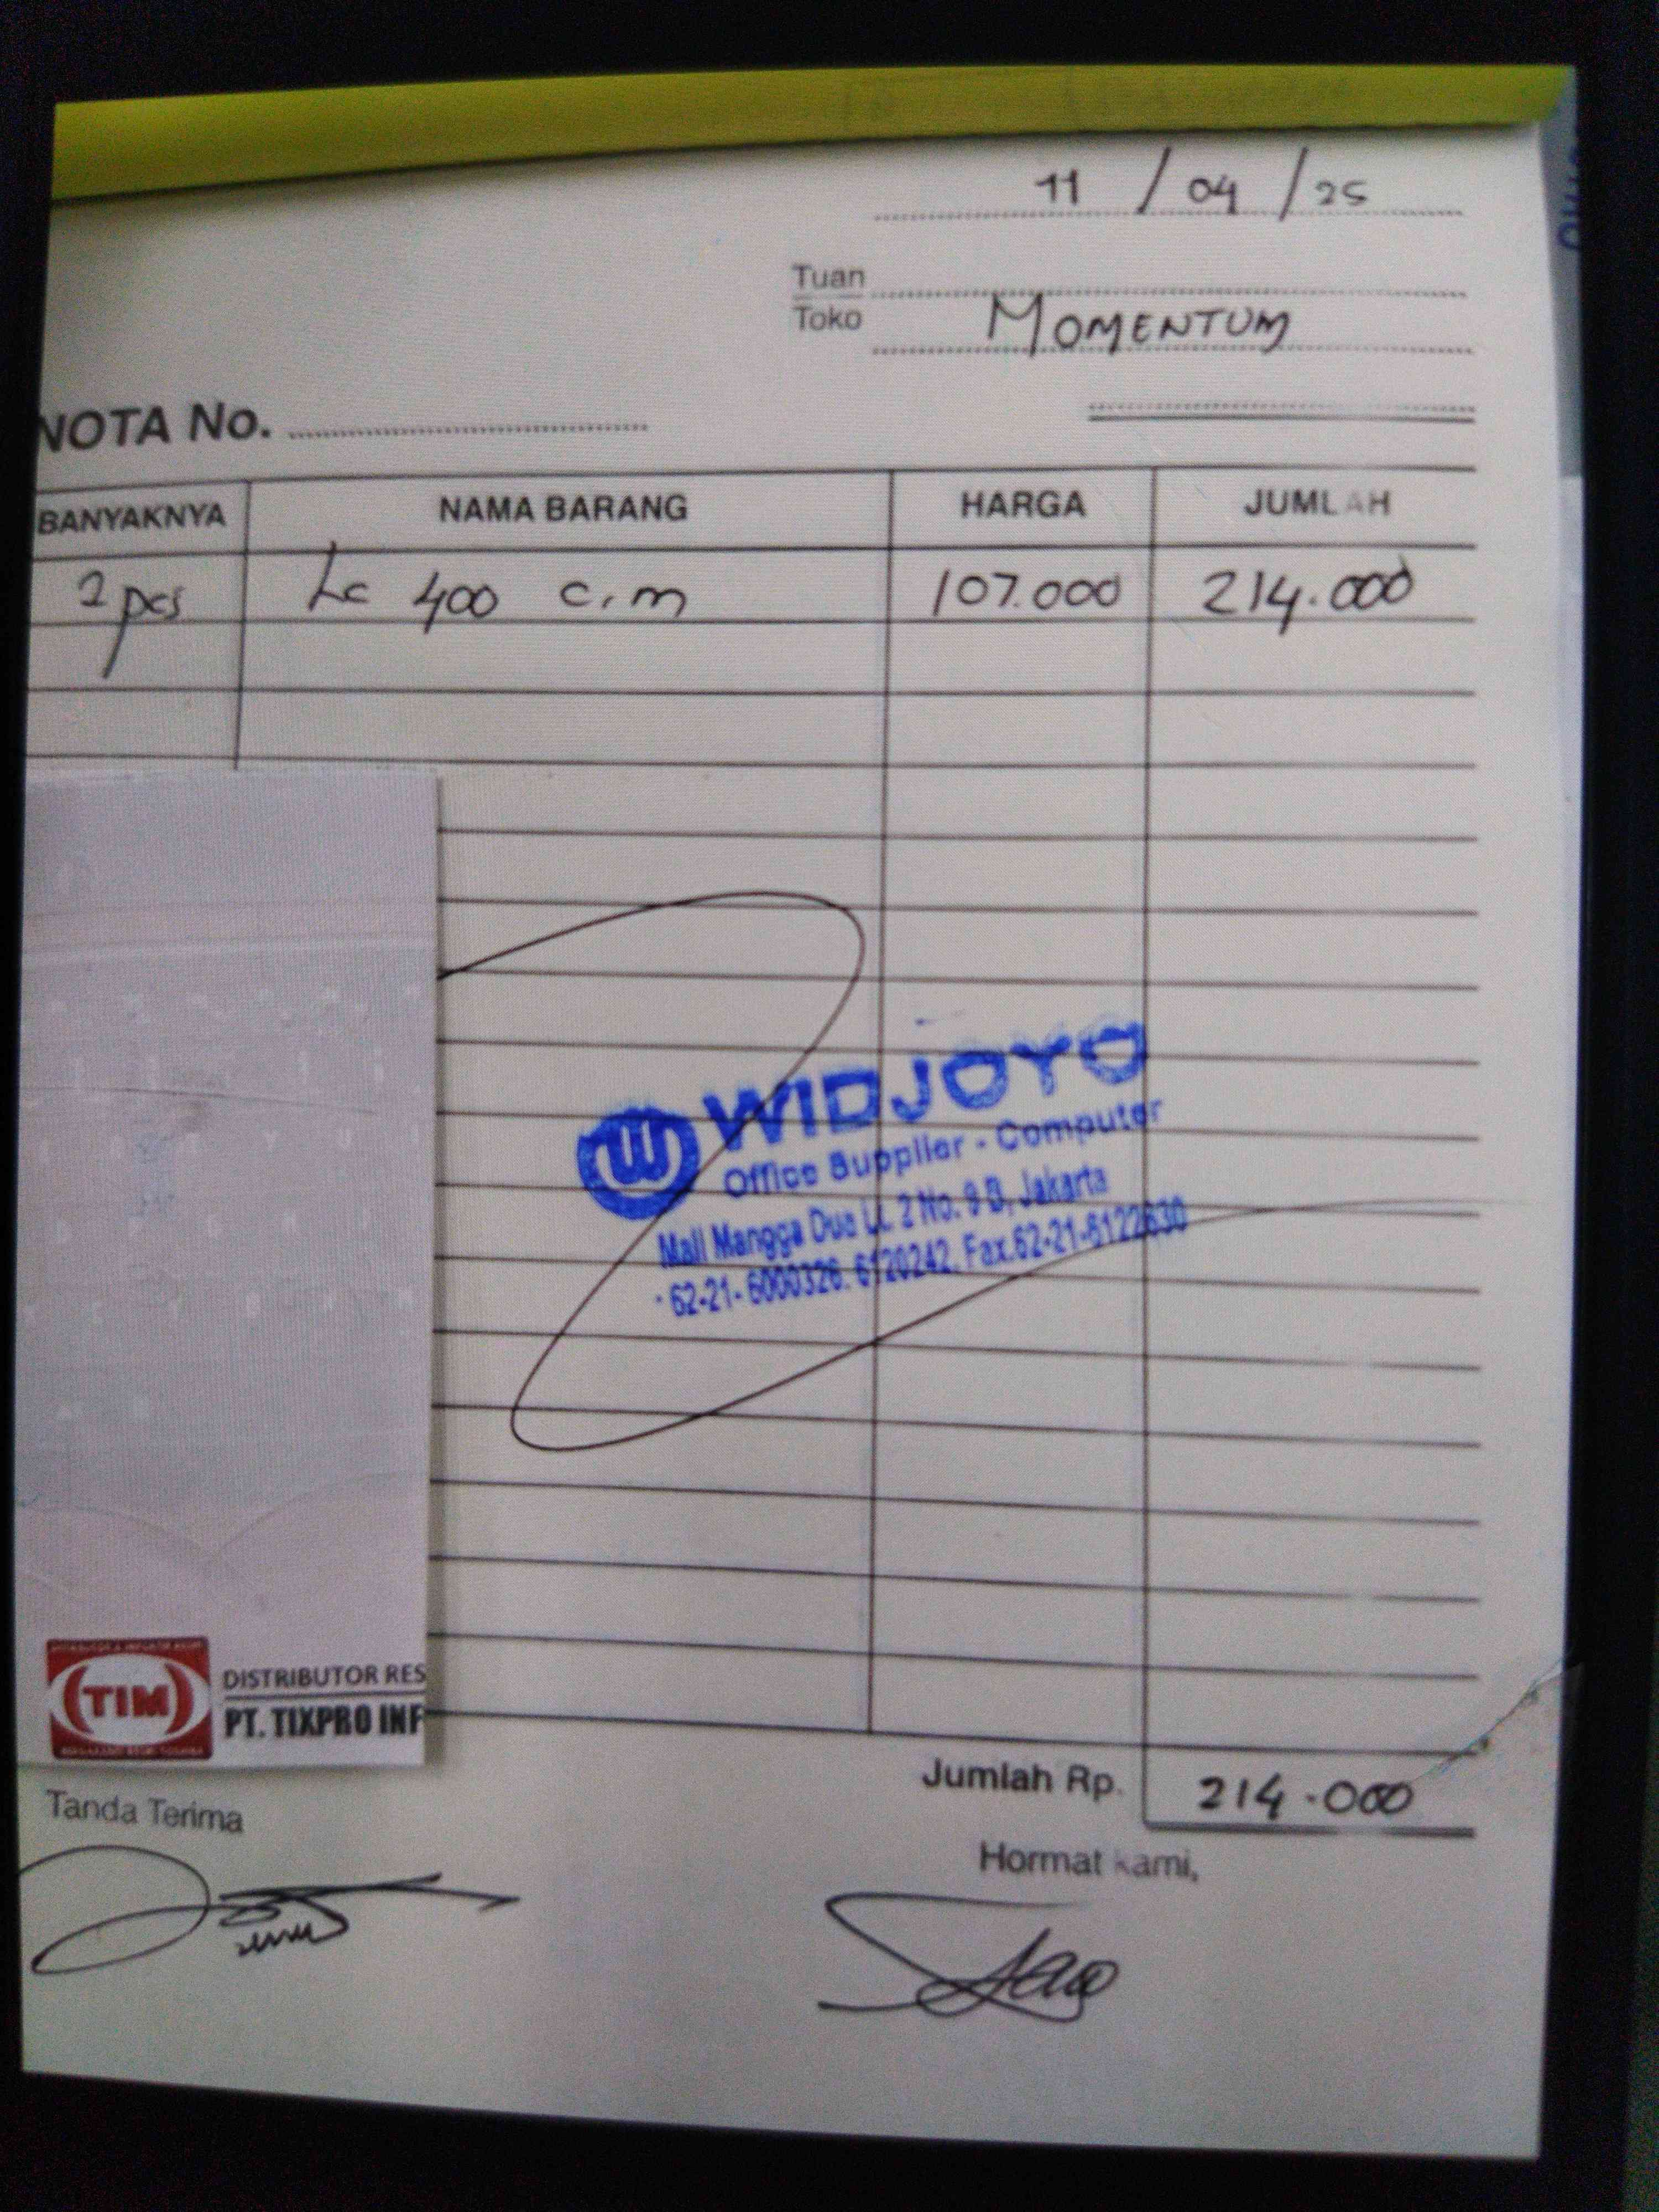 11 / 04 / 25
Tuan
Toko MOMENTUM
NOTA No.
BANYAKNYA NAMA BARANG HARGA JUMLAH
2 pcs Lc 400 c.m 107.000 214.000
WIDJOYO
Office Supplier - Computer
Mall Mangga Dua Lt. 2 No. 9 B, Jakarta
62-21-6000326. 6120242. Fax.62-21-6122630
TIM
DISTRIBUTOR RES
PT. TIXPRO INF
Jumlah Rp. 214.000
Tanda Terima
Hormat kami,